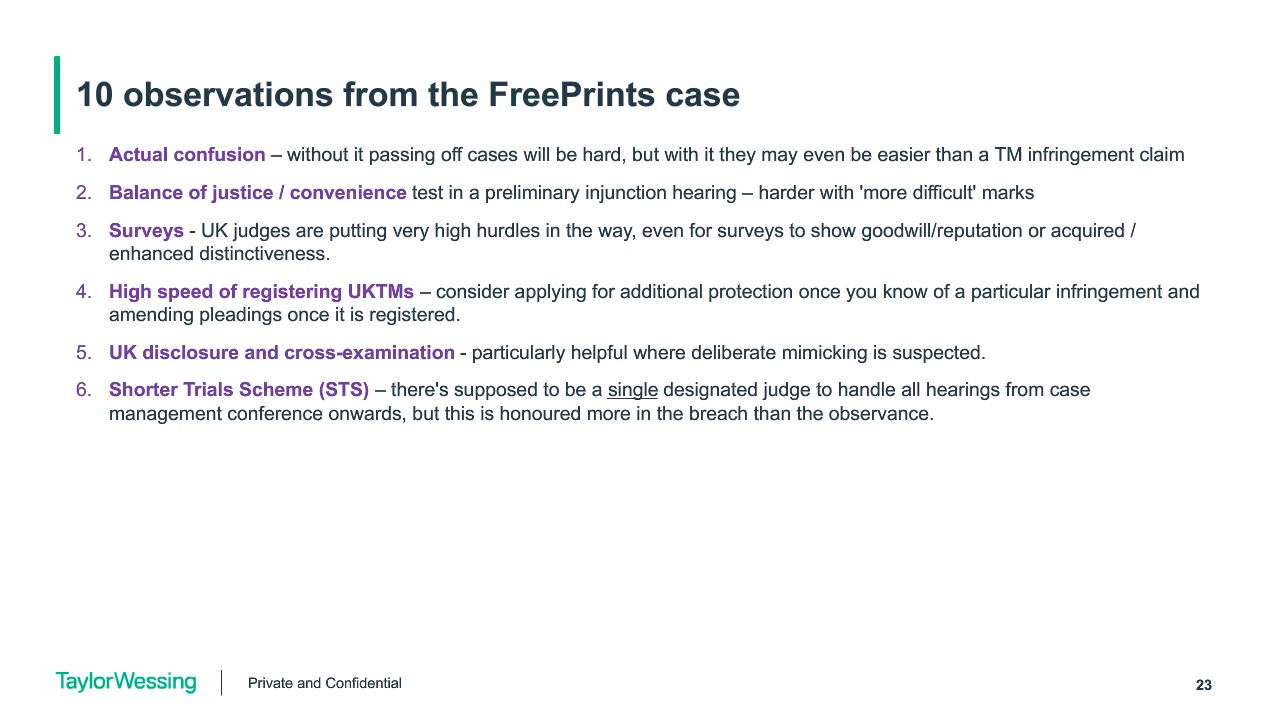 10 observations from the FreePrints case
1. Actual confusion – without it passing off cases will be hard, but with it they may even be easier than a TM infringement claim
2. Balance of justice / convenience test in a preliminary injunction hearing – harder with 'more difficult' marks
3. Surveys - UK judges are putting very high hurdles in the way, even for surveys to show goodwill/reputation or acquired /
enhanced distinctiveness.
4. High speed of registering UKTMs – consider applying for additional protection once you know of a particular infringement and
amending pleadings once it is registered.
5. UK disclosure and cross-examination - particularly helpful where deliberate mimicking is suspected.
6. Shorter Trials Scheme (STS) – there's supposed to be a single designated judge to handle all hearings from case
management conference onwards, but this is honoured more in the breach than the observance.
TaylorWessing
Private and Confidential
23